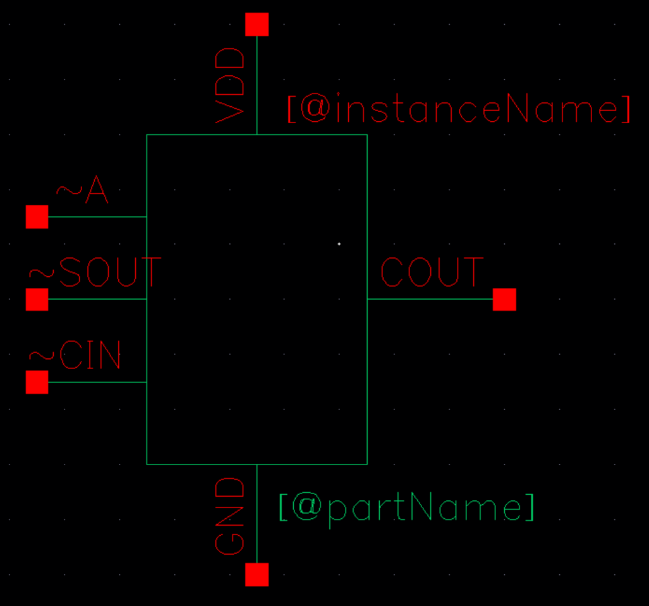 VDD
[@instanceName]
~A
~SOUT
COUT
~CIN
GND
[@partName]